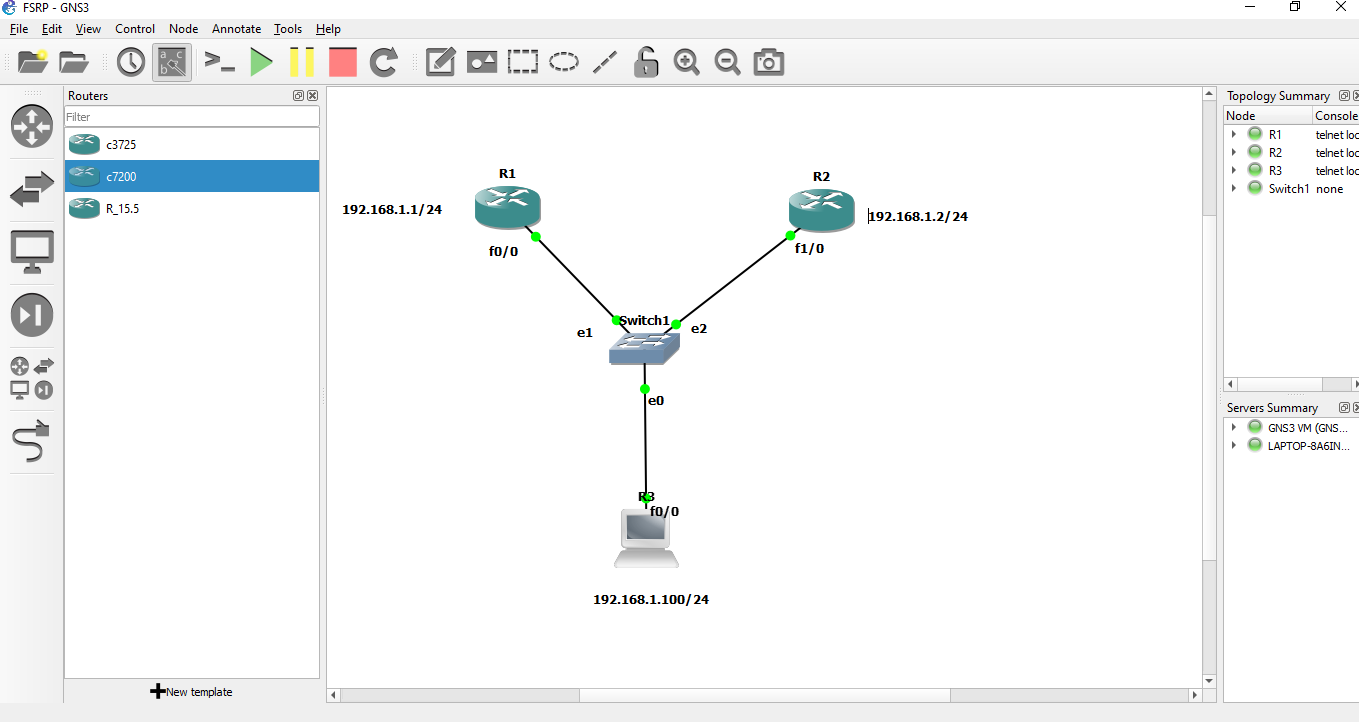 FSRP - GNS3
File Edit View Control Node Annotate Tools Help
Routers
Filter
c3725
c7200
R_15.5
New template
R1
192.168.1.1/24
f0/0
R2
192.168.1.2/24
f1/0
Switch1
e1
e2
e0
R3
f0/0
192.168.1.100/24
Topology Summary
Node Console
R1 telnet loc
R2 telnet loc
R3 telnet loc
Switch1 none
Servers Summary
GNS3 VM (GNS...
LAPTOP-8A6IN...